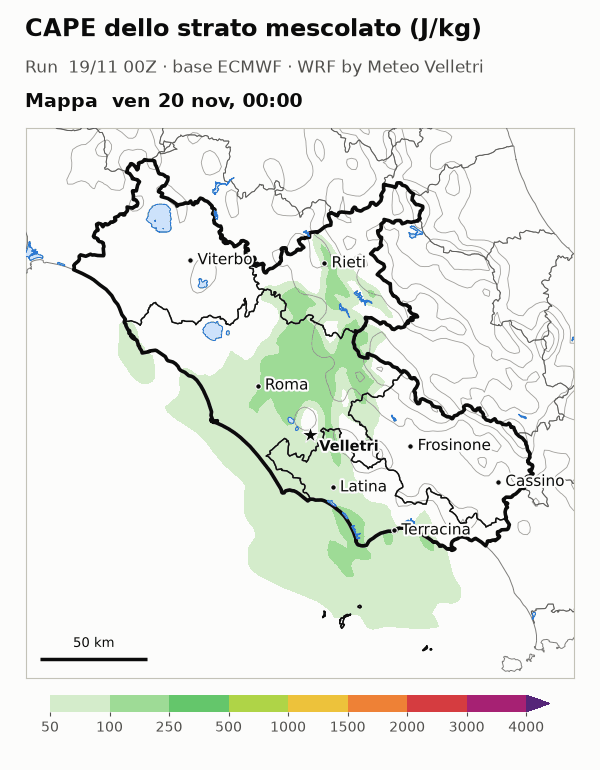 CAPE dello strato mescolato (J/kg)
Run 19/11 00Z · base ECMWF · WRF by Meteo Velletri
Mappa ven 20 nov, 00:00
Viterbo
Rieti
Roma
Velletri
Frosinone
Latina
Cassino
Terracina
50 km
50 100 250 500 1000 1500 2000 3000 4000